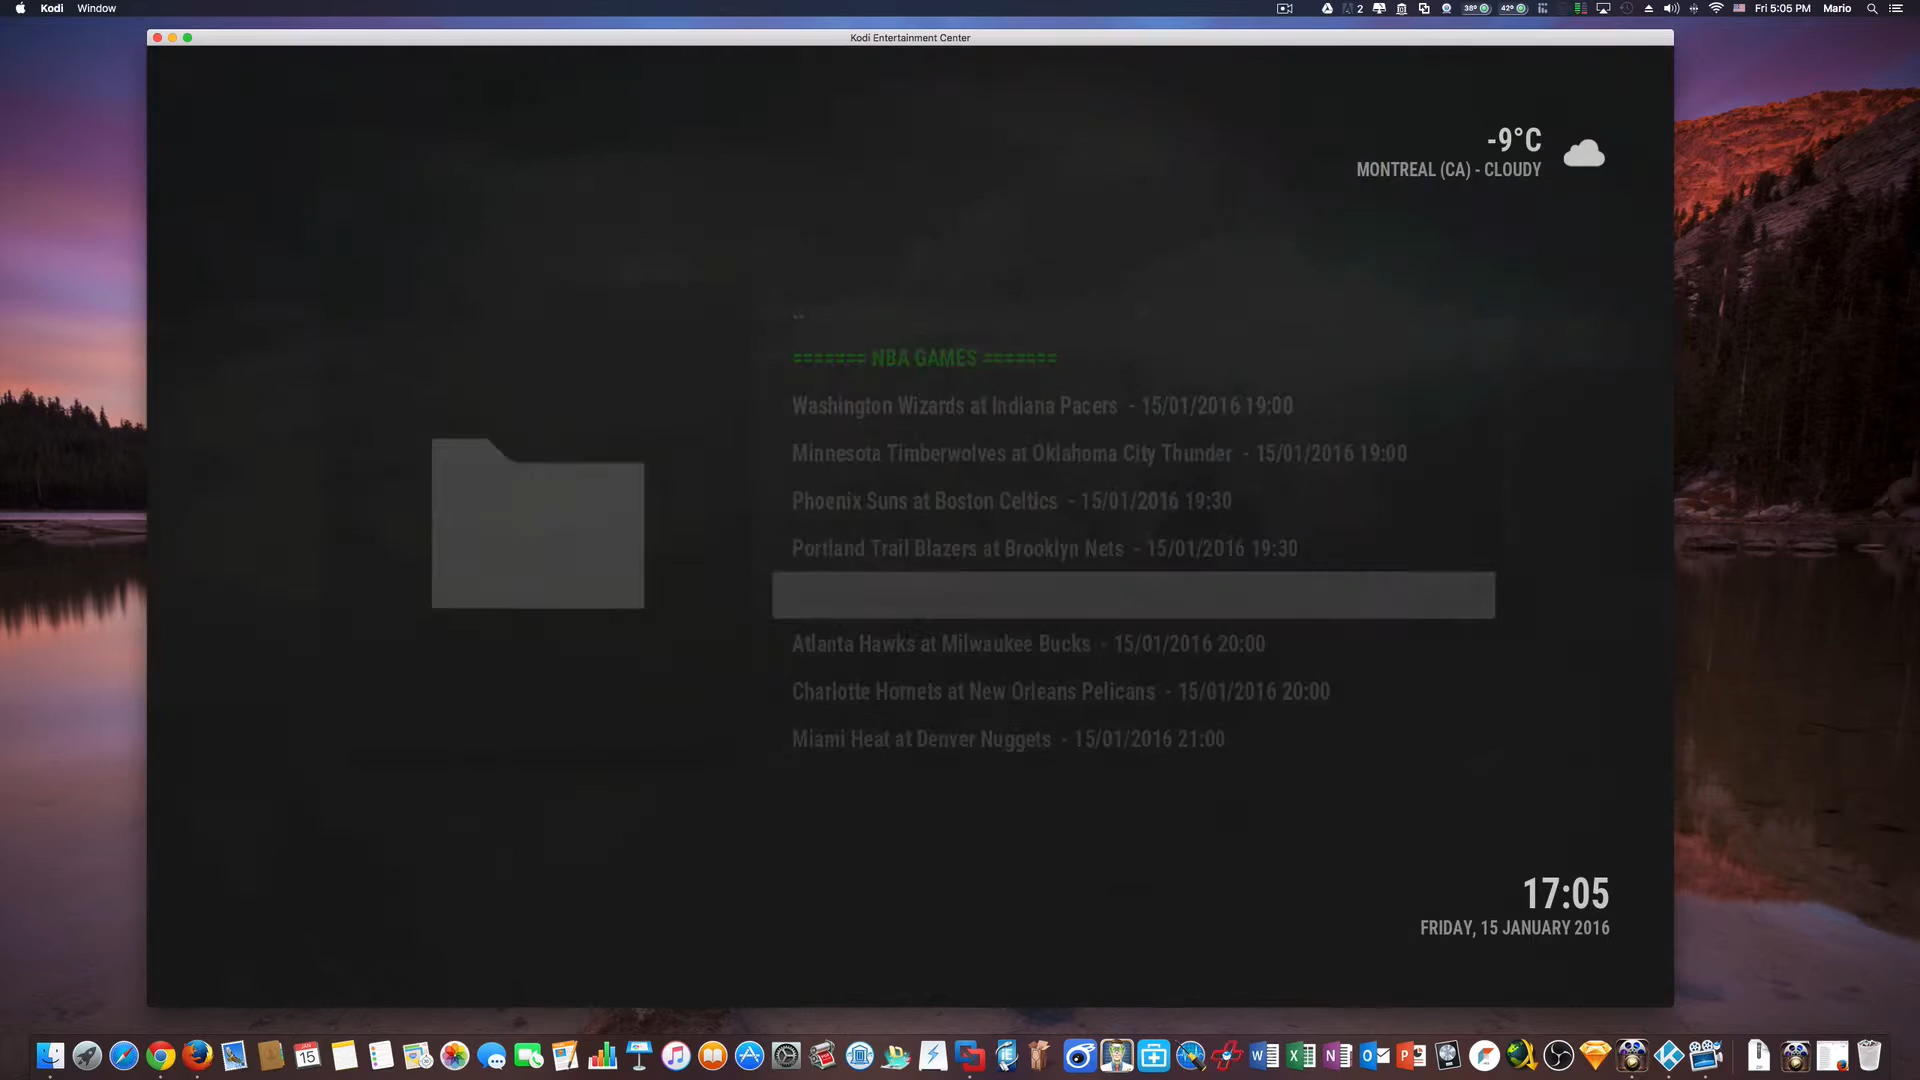 Kodi Window
2
38°
42°
Fri 5:05 PM Mario
Kodi Entertainment Center
-9°C
MONTREAL (CA) - CLOUDY
..
======= NBA GAMES =======
Washington Wizards at Indiana Pacers - 15/01/2016 19:00
Minnesota Timberwolves at Oklahoma City Thunder - 15/01/2016 19:00
Phoenix Suns at Boston Celtics - 15/01/2016 19:30
Portland Trail Blazers at Brooklyn Nets - 15/01/2016 19:30
Atlanta Hawks at Milwaukee Bucks - 15/01/2016 20:00
Charlotte Hornets at New Orleans Pelicans - 15/01/2016 20:00
Miami Heat at Denver Nuggets - 15/01/2016 21:00
17:05
FRIDAY, 15 JANUARY 2016
JAN
15